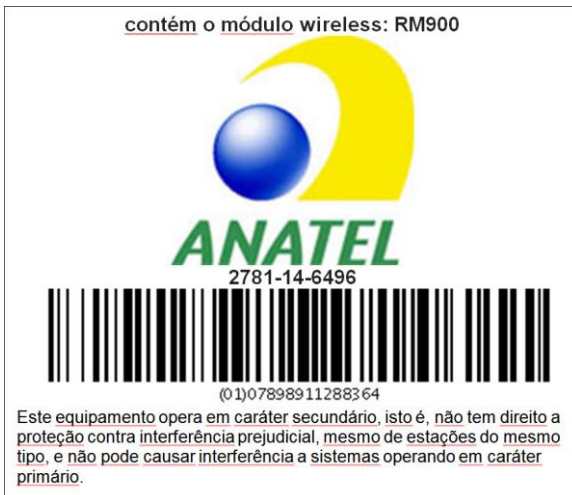 contém o módulo wireless: RM900
ANATEL
2781-14-6496
(01)07898911288364
Este equipamento opera em caráter secundário, isto é, não tem direito a
proteção contra interferência prejudicial, mesmo de estações do mesmo
tipo, e não pode causar interferência a sistemas operando em caráter
primário.